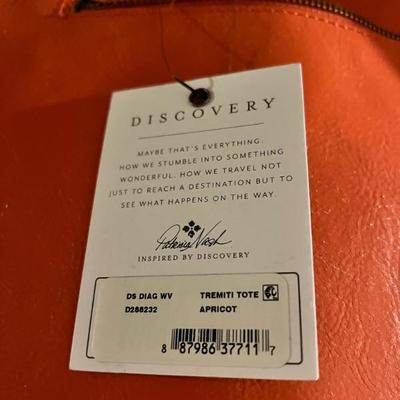 DISCOVERY
MAYBE THAT'S EVERYTHING.
HOW WE STUMBLE INTO SOMETHING
WONDERFUL. HOW WE TRAVEL NOT
JUST TO REACH A DESTINATION BUT TO
SEE WHAT HAPPENS ON THE WAY.
Patricia Nash
INSPIRED BY DISCOVERY
DS DIAG WV TREMITI TOTE
D288232 APRICOT
8 87986 37711 7